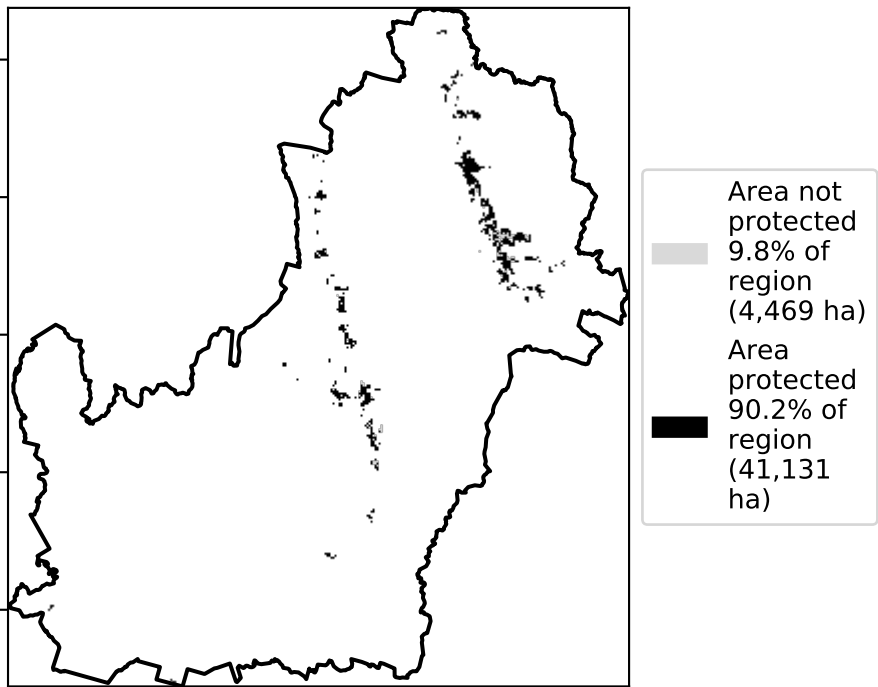 Area not
protected
9.8% of
region
(4,469 ha)
Area
protected
90.2% of
region
(41,131
ha)